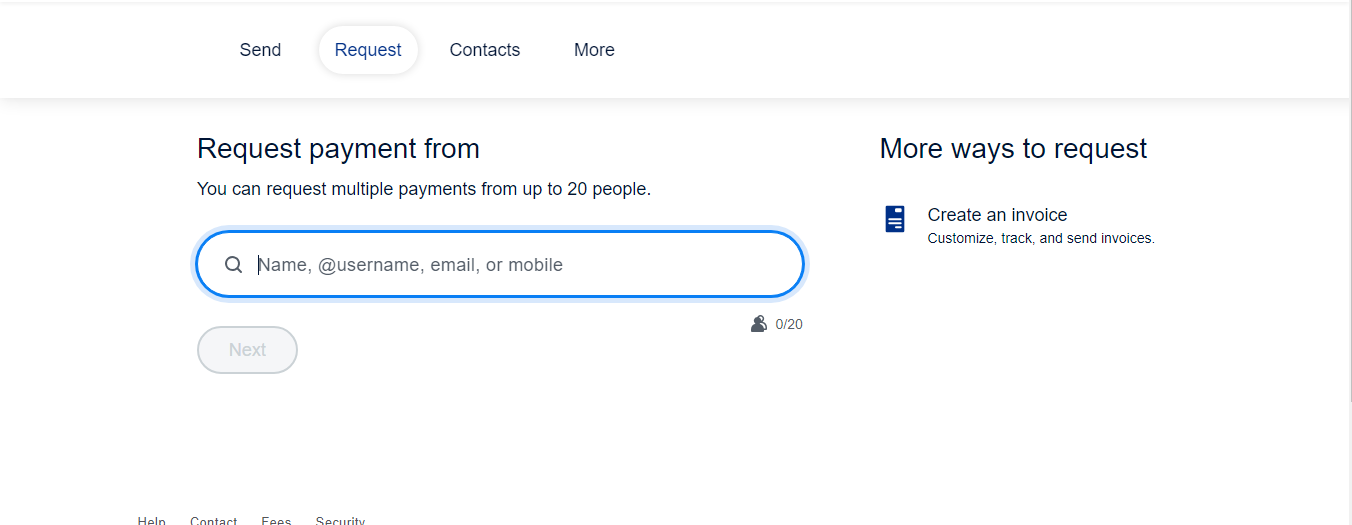 Send Request Contacts More
Request payment from
You can request multiple payments from up to 20 people.
Name, @username, email, or mobile
0/20
Next
More ways to request
Create an invoice
Customize, track, and send invoices.
Help Contact Fees Security